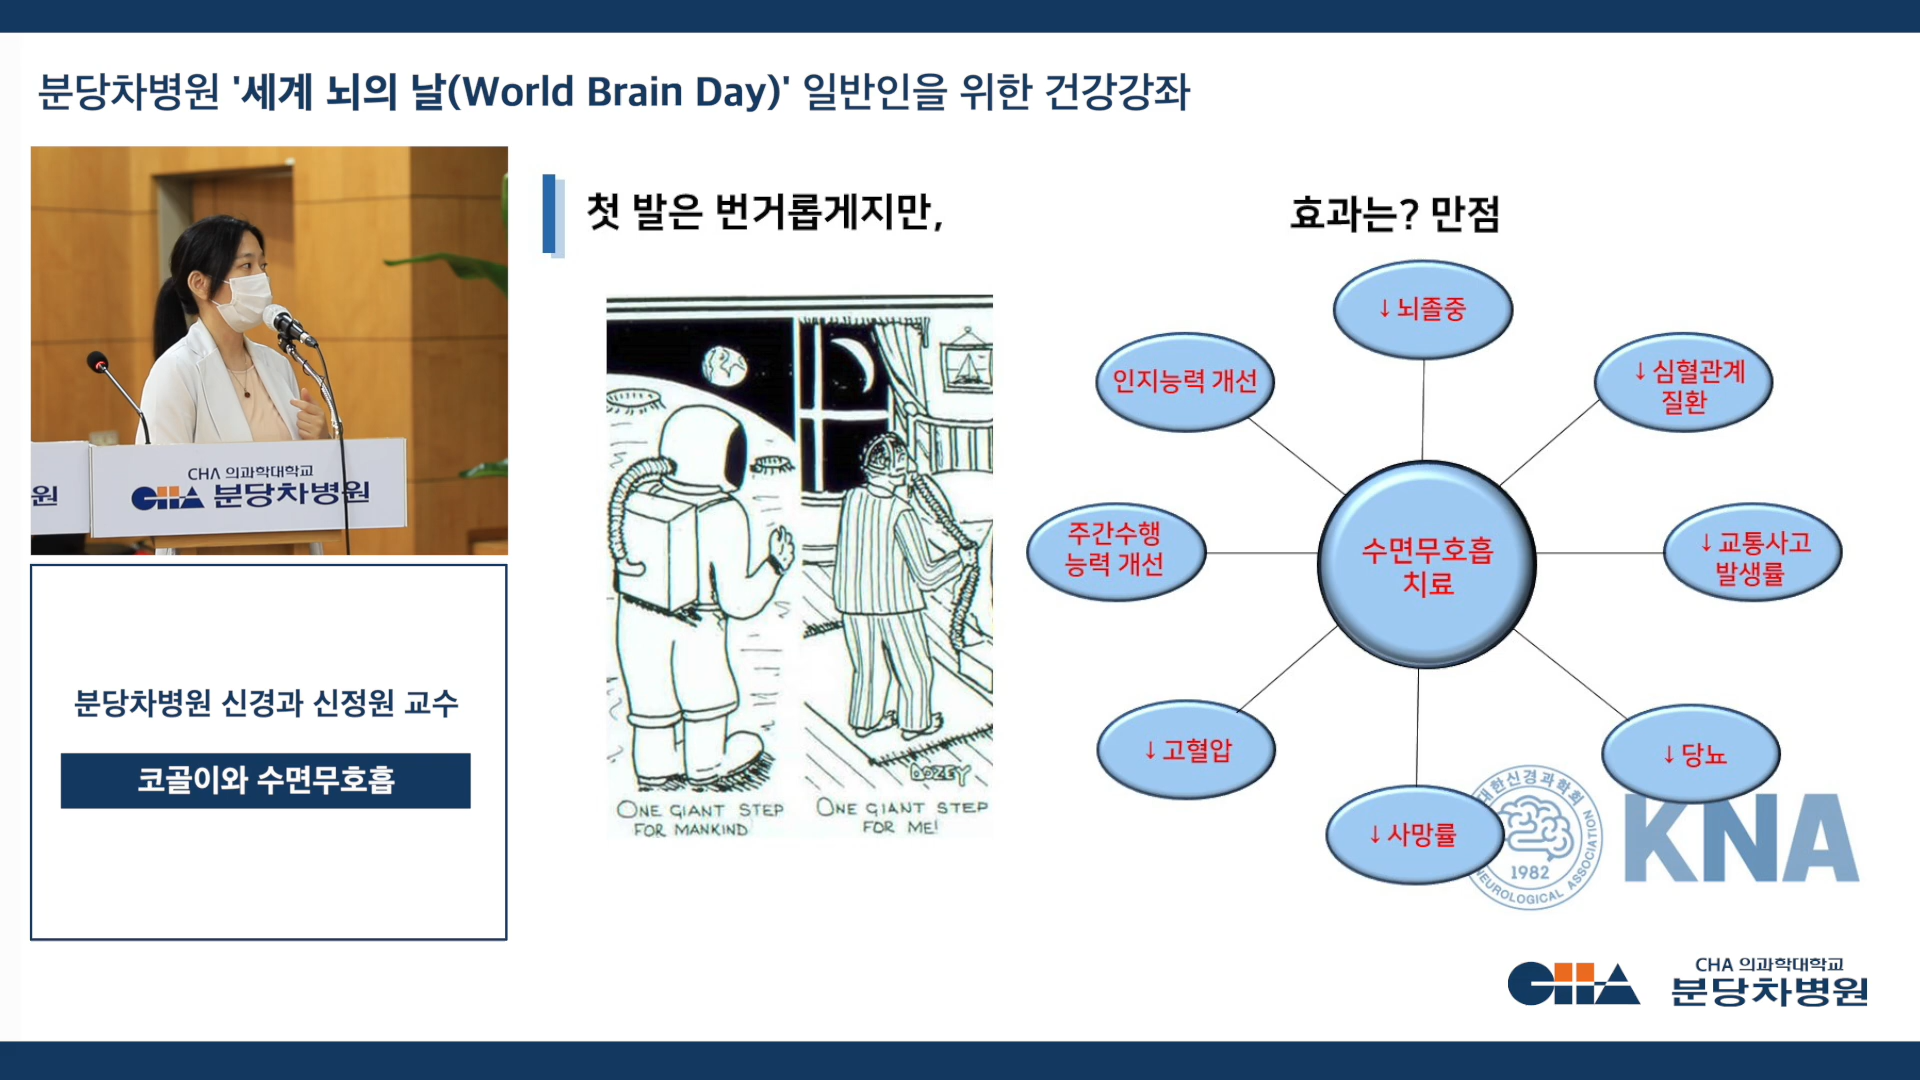 분당차병원 '세계 뇌의 날(World Brain Day)' 일반인을 위한 건강강좌
CHA 의과학대학교
CHA 분당차병원
원
분당차병원 신경과 신정원 교수
코골이와 수면무호흡
첫 발은 번거롭게지만,
ONE GIANT STEP
FOR MANKIND
ONE GIANT STEP
FOR ME!
DOZEY
효과는? 만점
↓뇌졸중
인지능력 개선
↓심혈관계
질환
주간수행
능력 개선
수면무호흡
치료
↓교통사고
발생률
↓고혈압
↓당뇨
↓사망률
대한신경과학회
1982
NEUROLOGICAL ASSOCIATION
KNA
CHA
CHA 의과학대학교
분당차병원